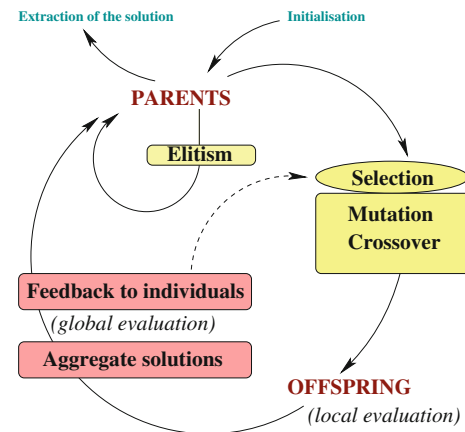 Extraction of the solution
Initialisation
PARENTS
Elitism
Selection
Mutation
Crossover
Feedback to individuals
(global evaluation)
Aggregate solutions
OFFSPRING
(local evaluation)